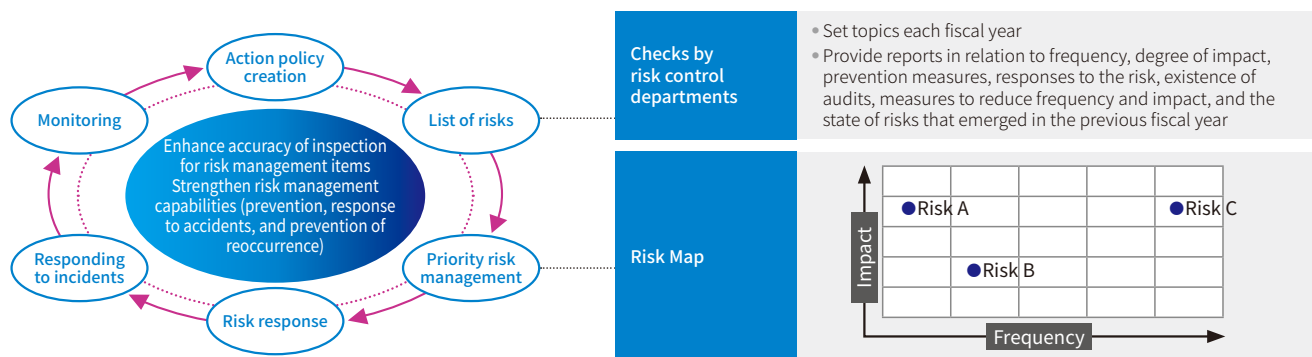 Action policy
creation
List of risks
Priority risk
management
Risk response
Responding
to incidents
Monitoring
Enhance accuracy of inspection
for risk management items
Strengthen risk management
capabilities (prevention, response
to accidents, and prevention of
reoccurrence)
Checks by
risk control
departments
• Set topics each fiscal year
• Provide reports in relation to frequency, degree of impact,
prevention measures, responses to the risk, existence of
audits, measures to reduce frequency and impact, and the
state of risks that emerged in the previous fiscal year
Risk Map
Impact
Risk A
Risk C
Risk B
Frequency